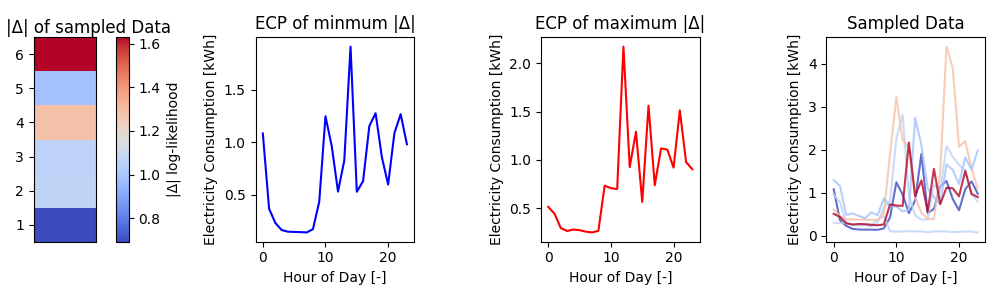 |Δ| of sampled Data
6
5
4
3
2
1
1.6
1.4
1.2
1.0
0.8
|Δ| log-likelihood
ECP of minmum |Δ|
Electricity Consumption [kWh]
1.5
1.0
0.5
0
20
Hour of Day [-]
ECP of maximum |Δ|
Electricity Consumption [kWh]
2.0
1.5
1.0
0.5
0
10
20
Hour of Day [-]
Sampled Data
Electricity Consumption [kWh]
4
3
2
1
0
0
10
20
Hour of Day [-]